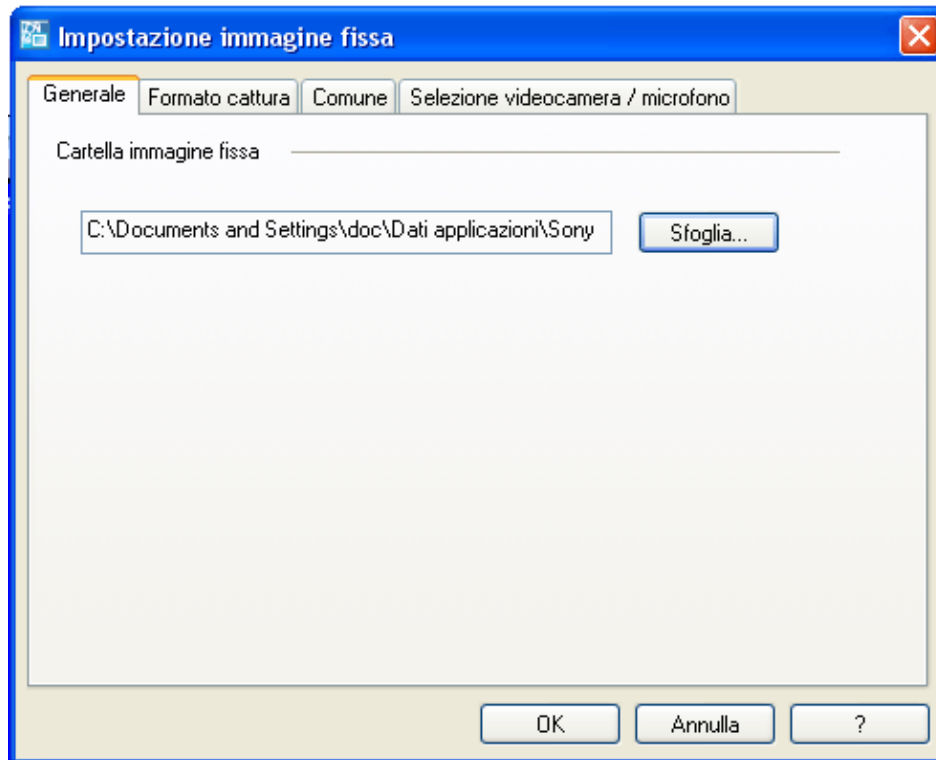 Impostazione immagine fissa
Generale Formato cattura Comune Selezione videocamera / microfono
Cartella immagine fissa
C:\Documents and Settings\doc\Dati applicazioni\Sony Sfoglia...
OK Annulla ?